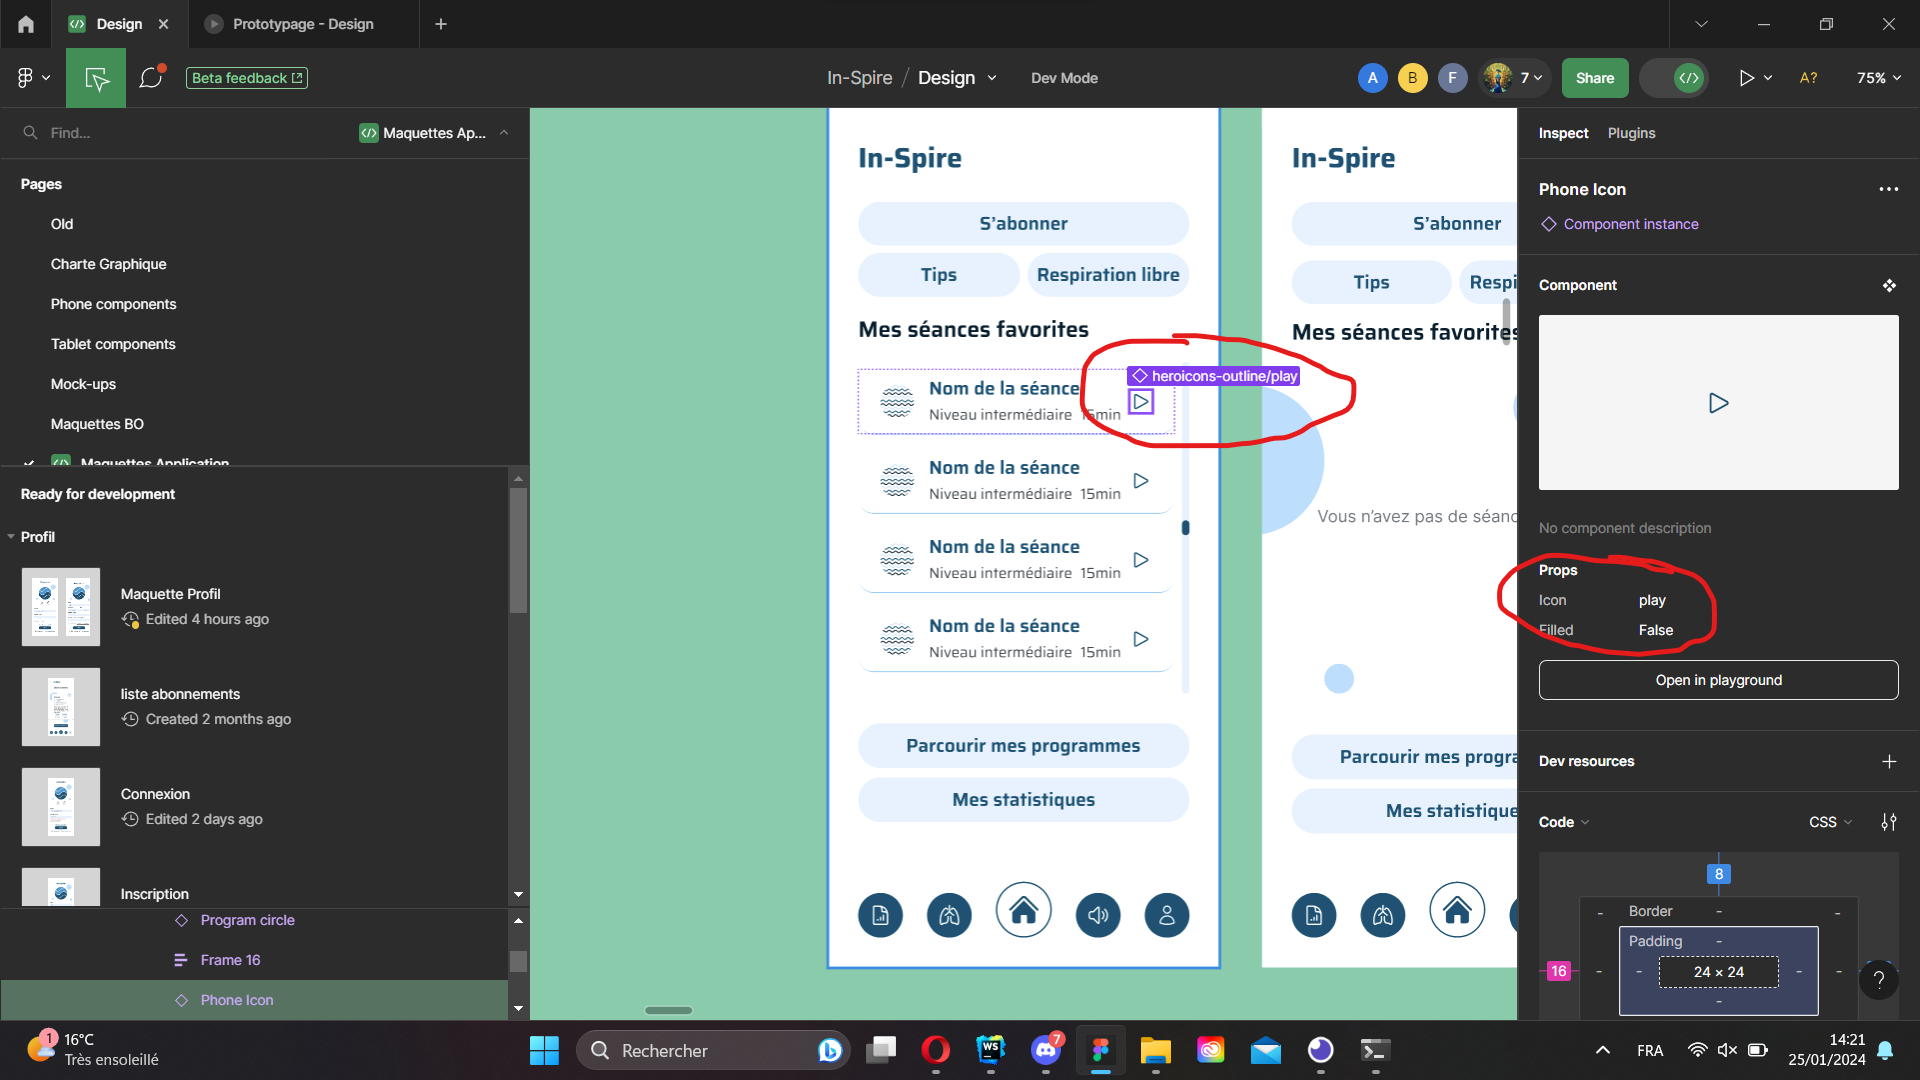 Design
Prototypage - Design
Beta feedback
In-Spire / Design
Dev Mode
A
B
F
7
Share
A?
75%
Find...
Maquettes Ap...
Pages
Old
Charte Graphique
Phone components
Tablet components
Mock-ups
Maquettes BO
Maquettes Application
Ready for development
Profil
Maquette Profil
Edited 4 hours ago
liste abonnements
Created 2 months ago
Connexion
Edited 2 days ago
Inscription
Program circle
Frame 16
Phone Icon
In-Spire
S'abonner
Tips
Respiration libre
Mes séances favorites
heroicons-outline/play
Nom de la séance
Niveau intermédiaire 15min
Nom de la séance
Niveau intermédiaire 15min
Nom de la séance
Niveau intermédiaire 15min
Nom de la séance
Niveau intermédiaire 15min
Parcourir mes programmes
Mes statistiques
In-Spire
S'abonner
Tips
Respi
Mes séances favorites
Vous n'avez pas de séanc
Parcourir mes progra
Mes statistique
Inspect
Plugins
Phone Icon
Component instance
Component
No component description
Props
Icon play
Filled False
Open in playground
Dev resources
Code
CSS
8
Border
Padding
16
24 × 24
?
1
16°C
Très ensoleillé
Rechercher
WS
7
FRA
14:21
25/01/2024